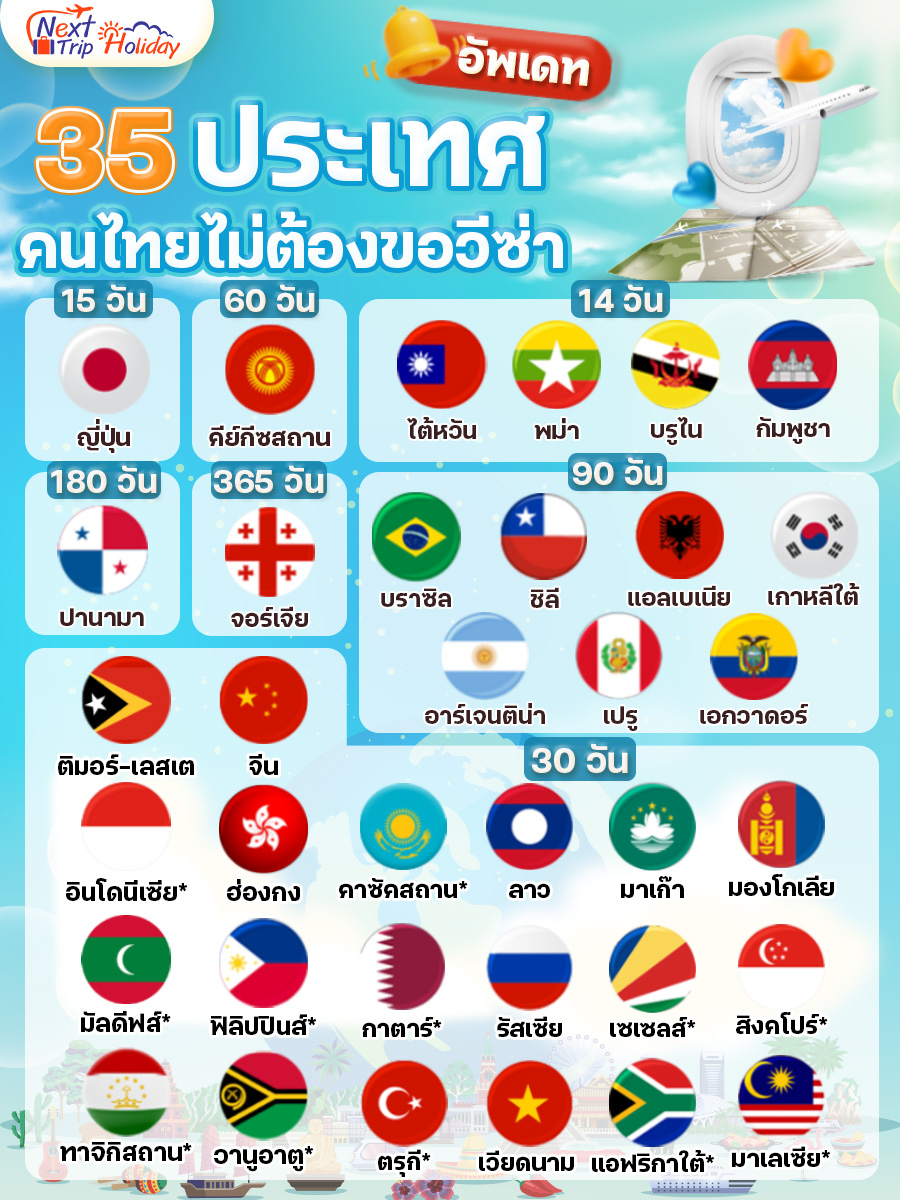 Next
Trip Holiday
อัพเดท
35 ประเทศ
คนไทยไม่ต้องขอวีซ่า
15 วัน
ญี่ปุ่น
60 วัน
คีย์กีซสถาน
14 วัน
ไต้หวัน พม่า บรูไน กัมพูชา
180 วัน
ปานามา
365 วัน
จอร์เจีย
90 วัน
บราซิล ชิลี แอลเบเนีย เกาหลีใต้
อาร์เจนติน่า เปรู เอกวาดอร์
30 วัน
ติมอร์-เลสเต จีน
อินโดนีเซีย* ฮ่องกง คาซัคสถาน* ลาว มาเก๊า มองโกเลีย
มัลดีฟส์* ฟิลิปปินส์* กาตาร์* รัสเซีย เซเชลส์* สิงคโปร์*
ทาจิกิสถาน* วานูอาตู* ตรุกี* เวียดนาม แอฟริกาใต้* มาเลเซีย*